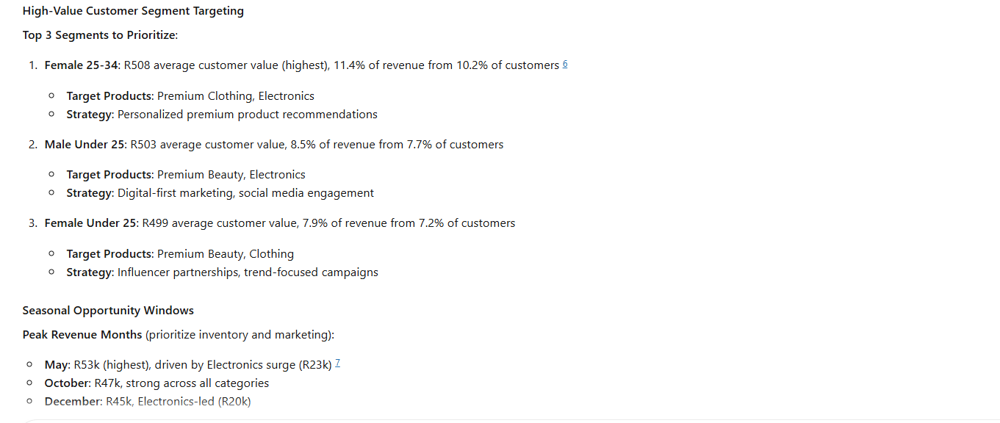 High-Value Customer Segment Targeting
Top 3 Segments to Prioritize:
1. Female 25-34: R508 average customer value (highest), 11.4% of revenue from 10.2% of customers 6
○ Target Products: Premium Clothing, Electronics
○ Strategy: Personalized premium product recommendations
2. Male Under 25: R503 average customer value, 8.5% of revenue from 7.7% of customers
○ Target Products: Premium Beauty, Electronics
○ Strategy: Digital-first marketing, social media engagement
3. Female Under 25: R499 average customer value, 7.9% of revenue from 7.2% of customers
○ Target Products: Premium Beauty, Clothing
○ Strategy: Influencer partnerships, trend-focused campaigns
Seasonal Opportunity Windows
Peak Revenue Months (prioritize inventory and marketing):
○ May: R53k (highest), driven by Electronics surge (R23k) 7
○ October: R47k, strong across all categories
○ December: R45k, Electronics-led (R20k)